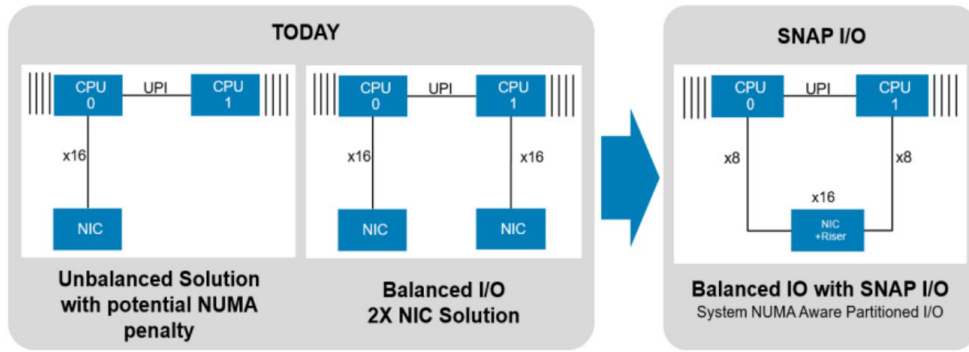 TODAY
CPU
0
UPI
CPU
1
x16
NIC
Unbalanced Solution
with potential NUMA
penalty
CPU
0
UPI
CPU
1
x16
x16
NIC
NIC
Balanced I/O
2X NIC Solution
SNAP I/O
CPU
0
UPI
CPU
1
x8
x8
x16
NIC
+Riser
Balanced IO with SNAP I/O
System NUMA Aware Partitioned I/O